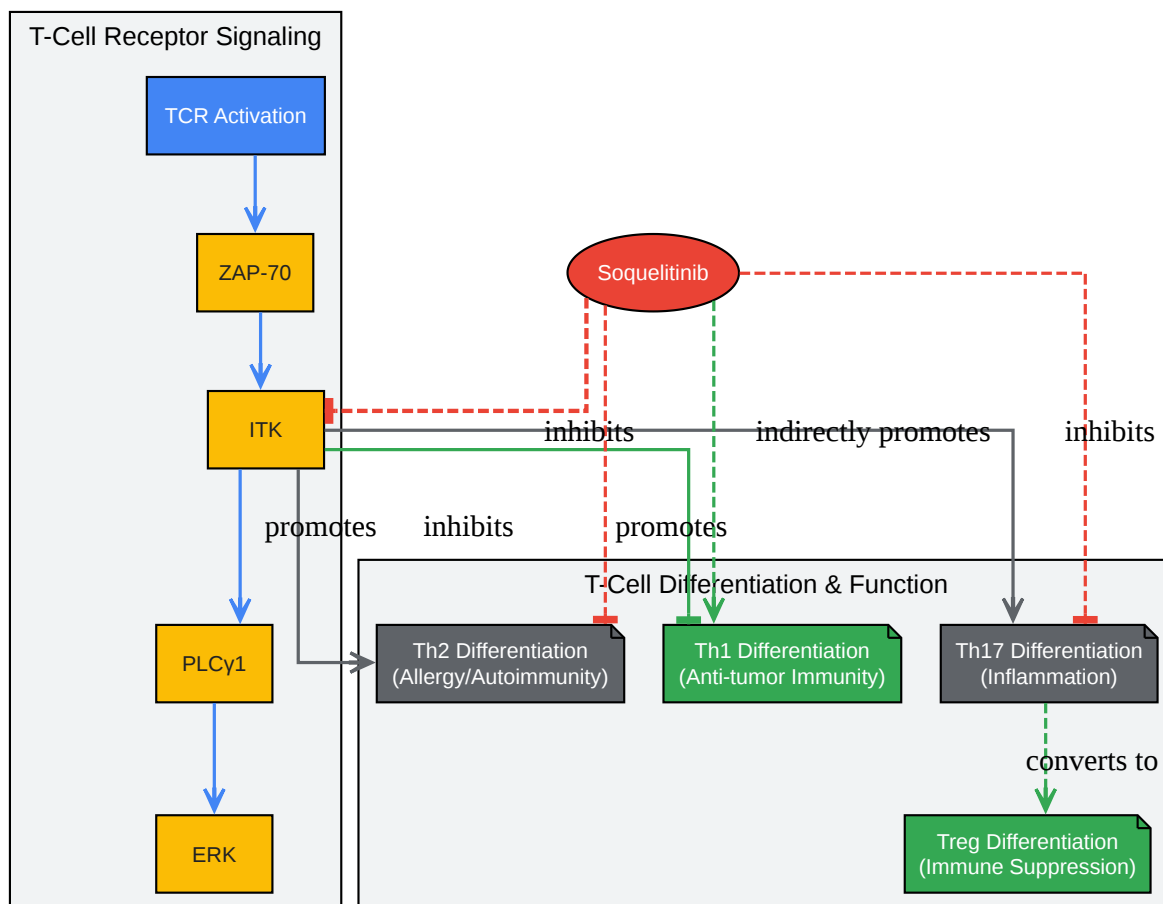 T-Cell Receptor Signaling
TCR Activation
ZAP-70
Soquelitinib
ITK
inhibits
indirectly promotes
inhibits
promotes
inhibits
promotes
T-Cell Differentiation & Function
Th2 Differentiation
(Allergy/Autoimmunity)
Th1 Differentiation
(Anti-tumor Immunity)
Th17 Differentiation
(Inflammation)
PLCγ1
converts to
ERK
Treg Differentiation
(Immune Suppression)